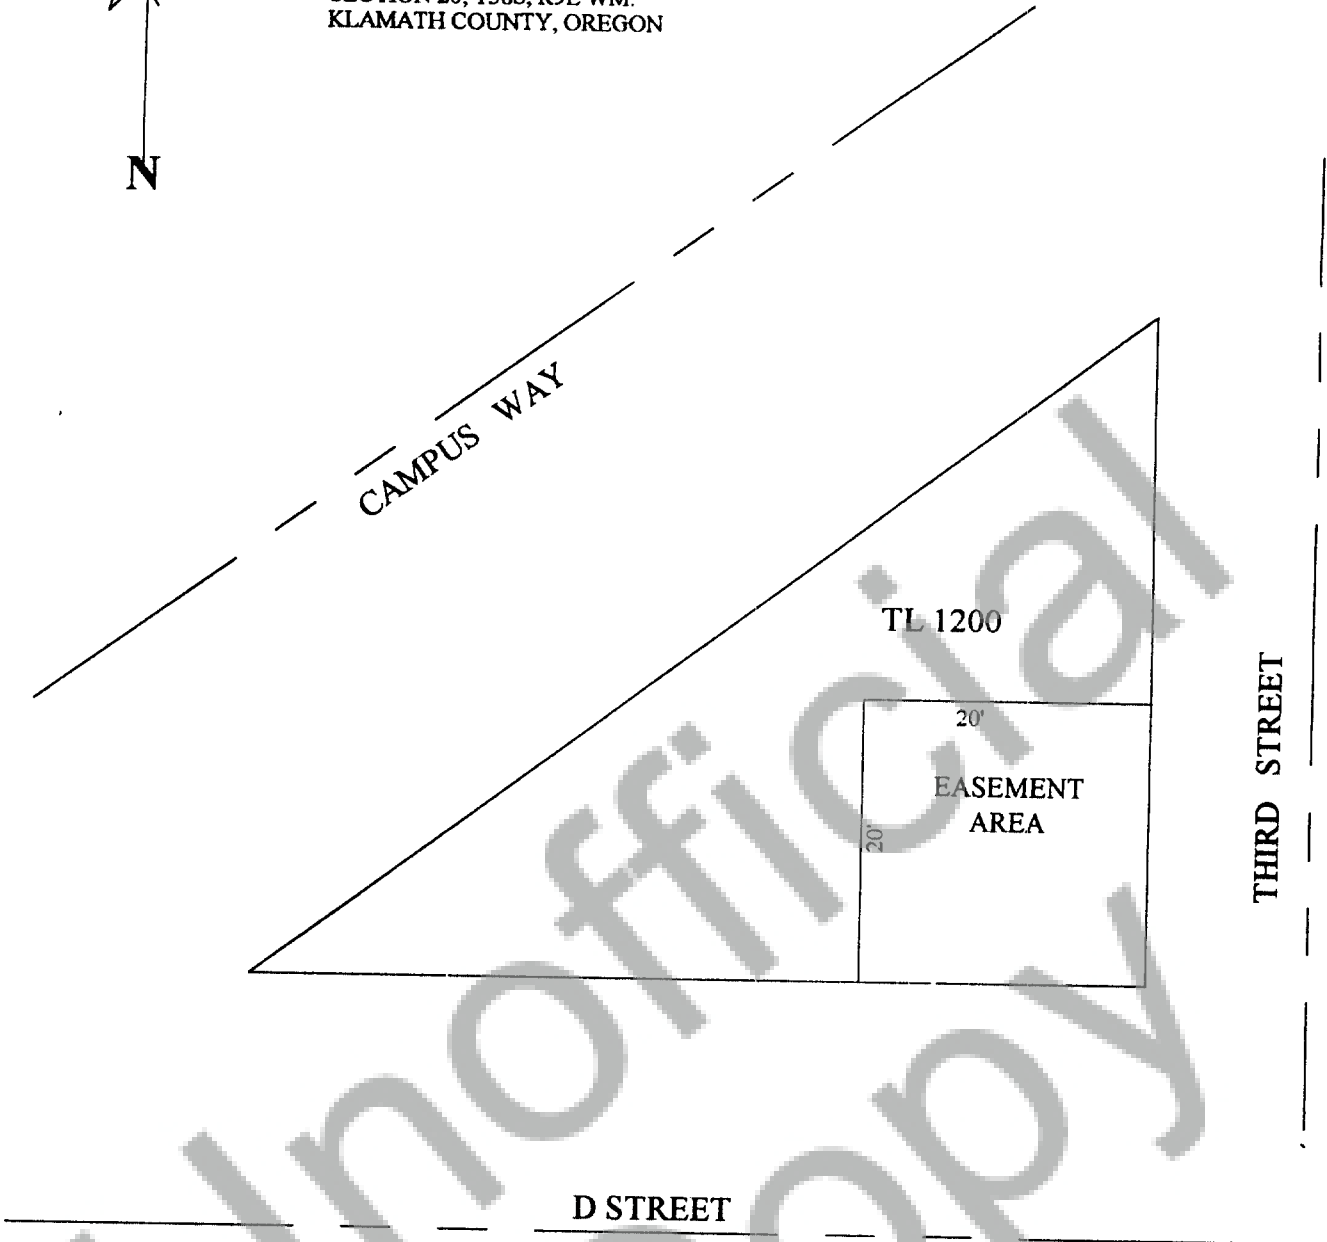 KLAMATH COUNTY, OREGON
N
CAMPUS WAY
TL 1200
20'
EASEMENT
AREA
20'
THIRD STREET
D STREET
Unofficial
Copy